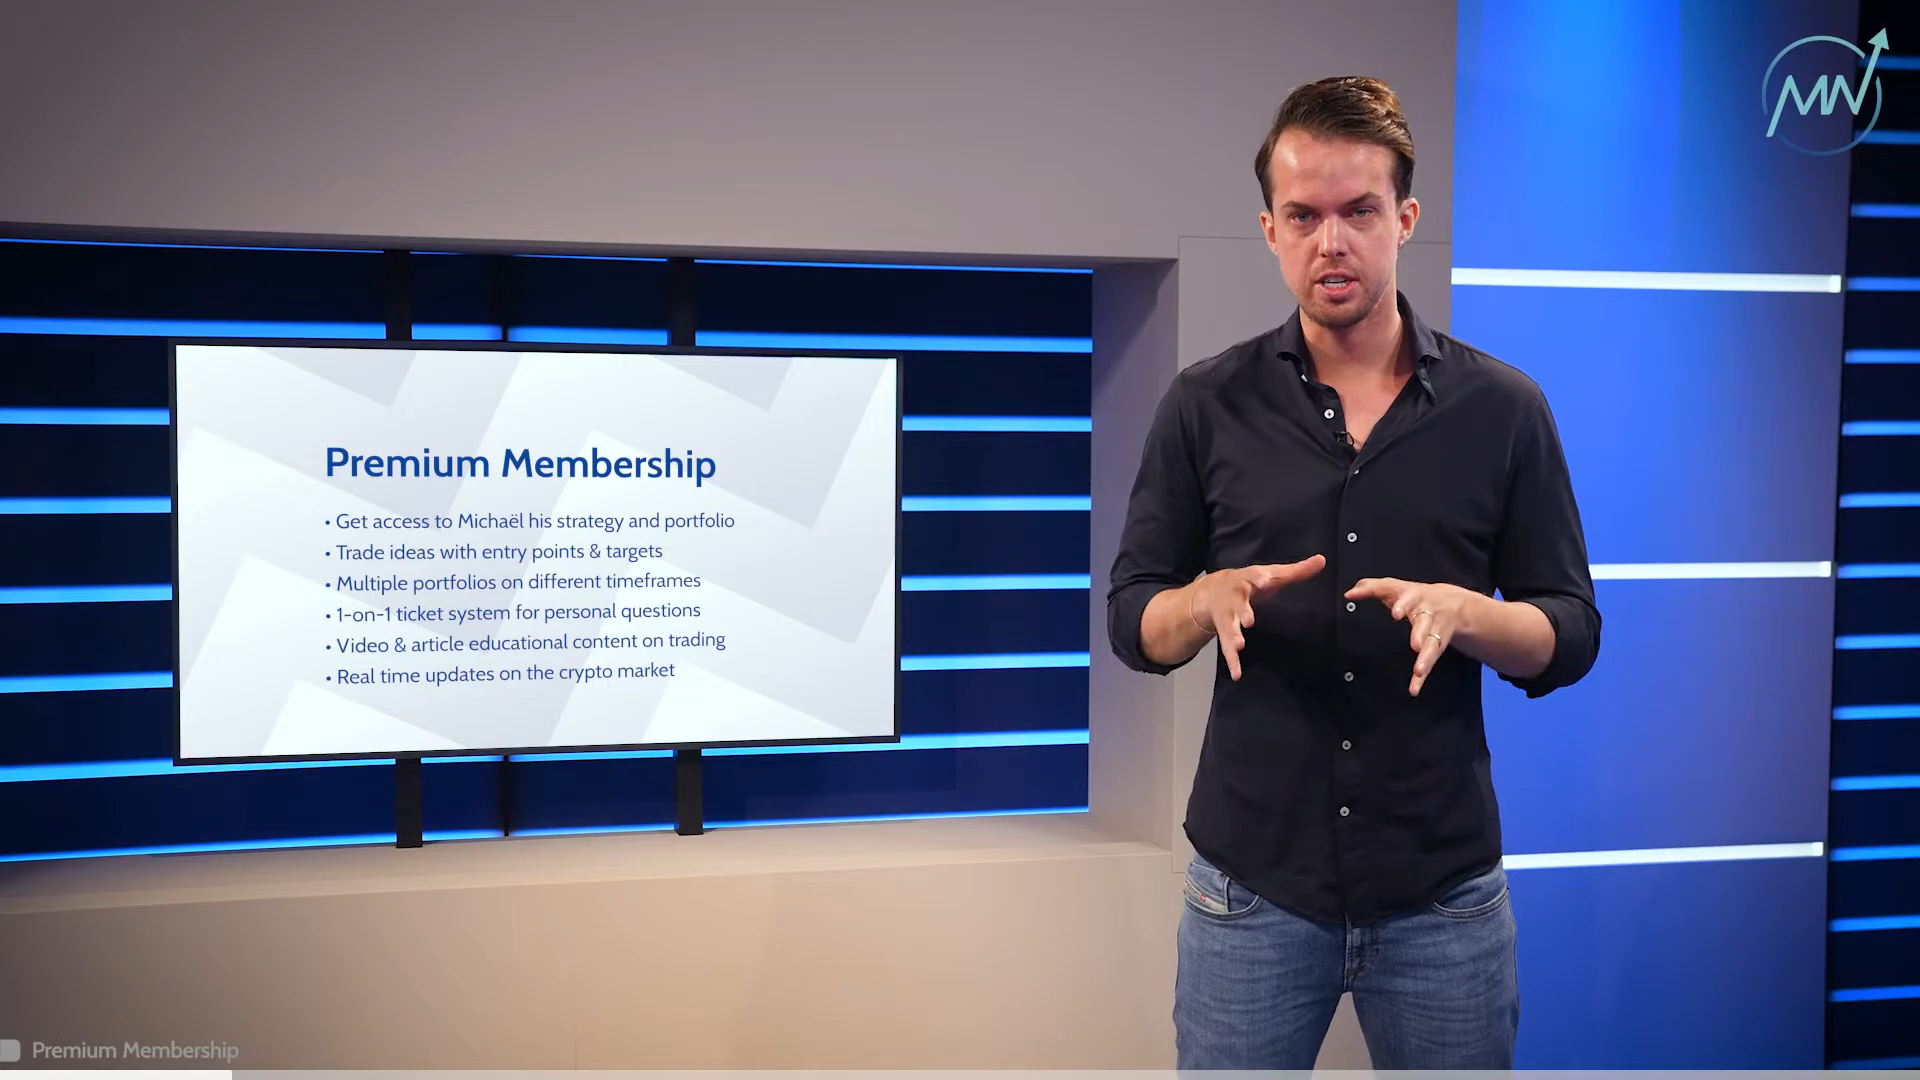 MN
Premium Membership
• Get access to Michaël his strategy and portfolio
• Trade ideas with entry points & targets
• Multiple portfolios on different timeframes
• 1-on-1 ticket system for personal questions
• Video & article educational content on trading
• Real time updates on the crypto market
Premium Membership